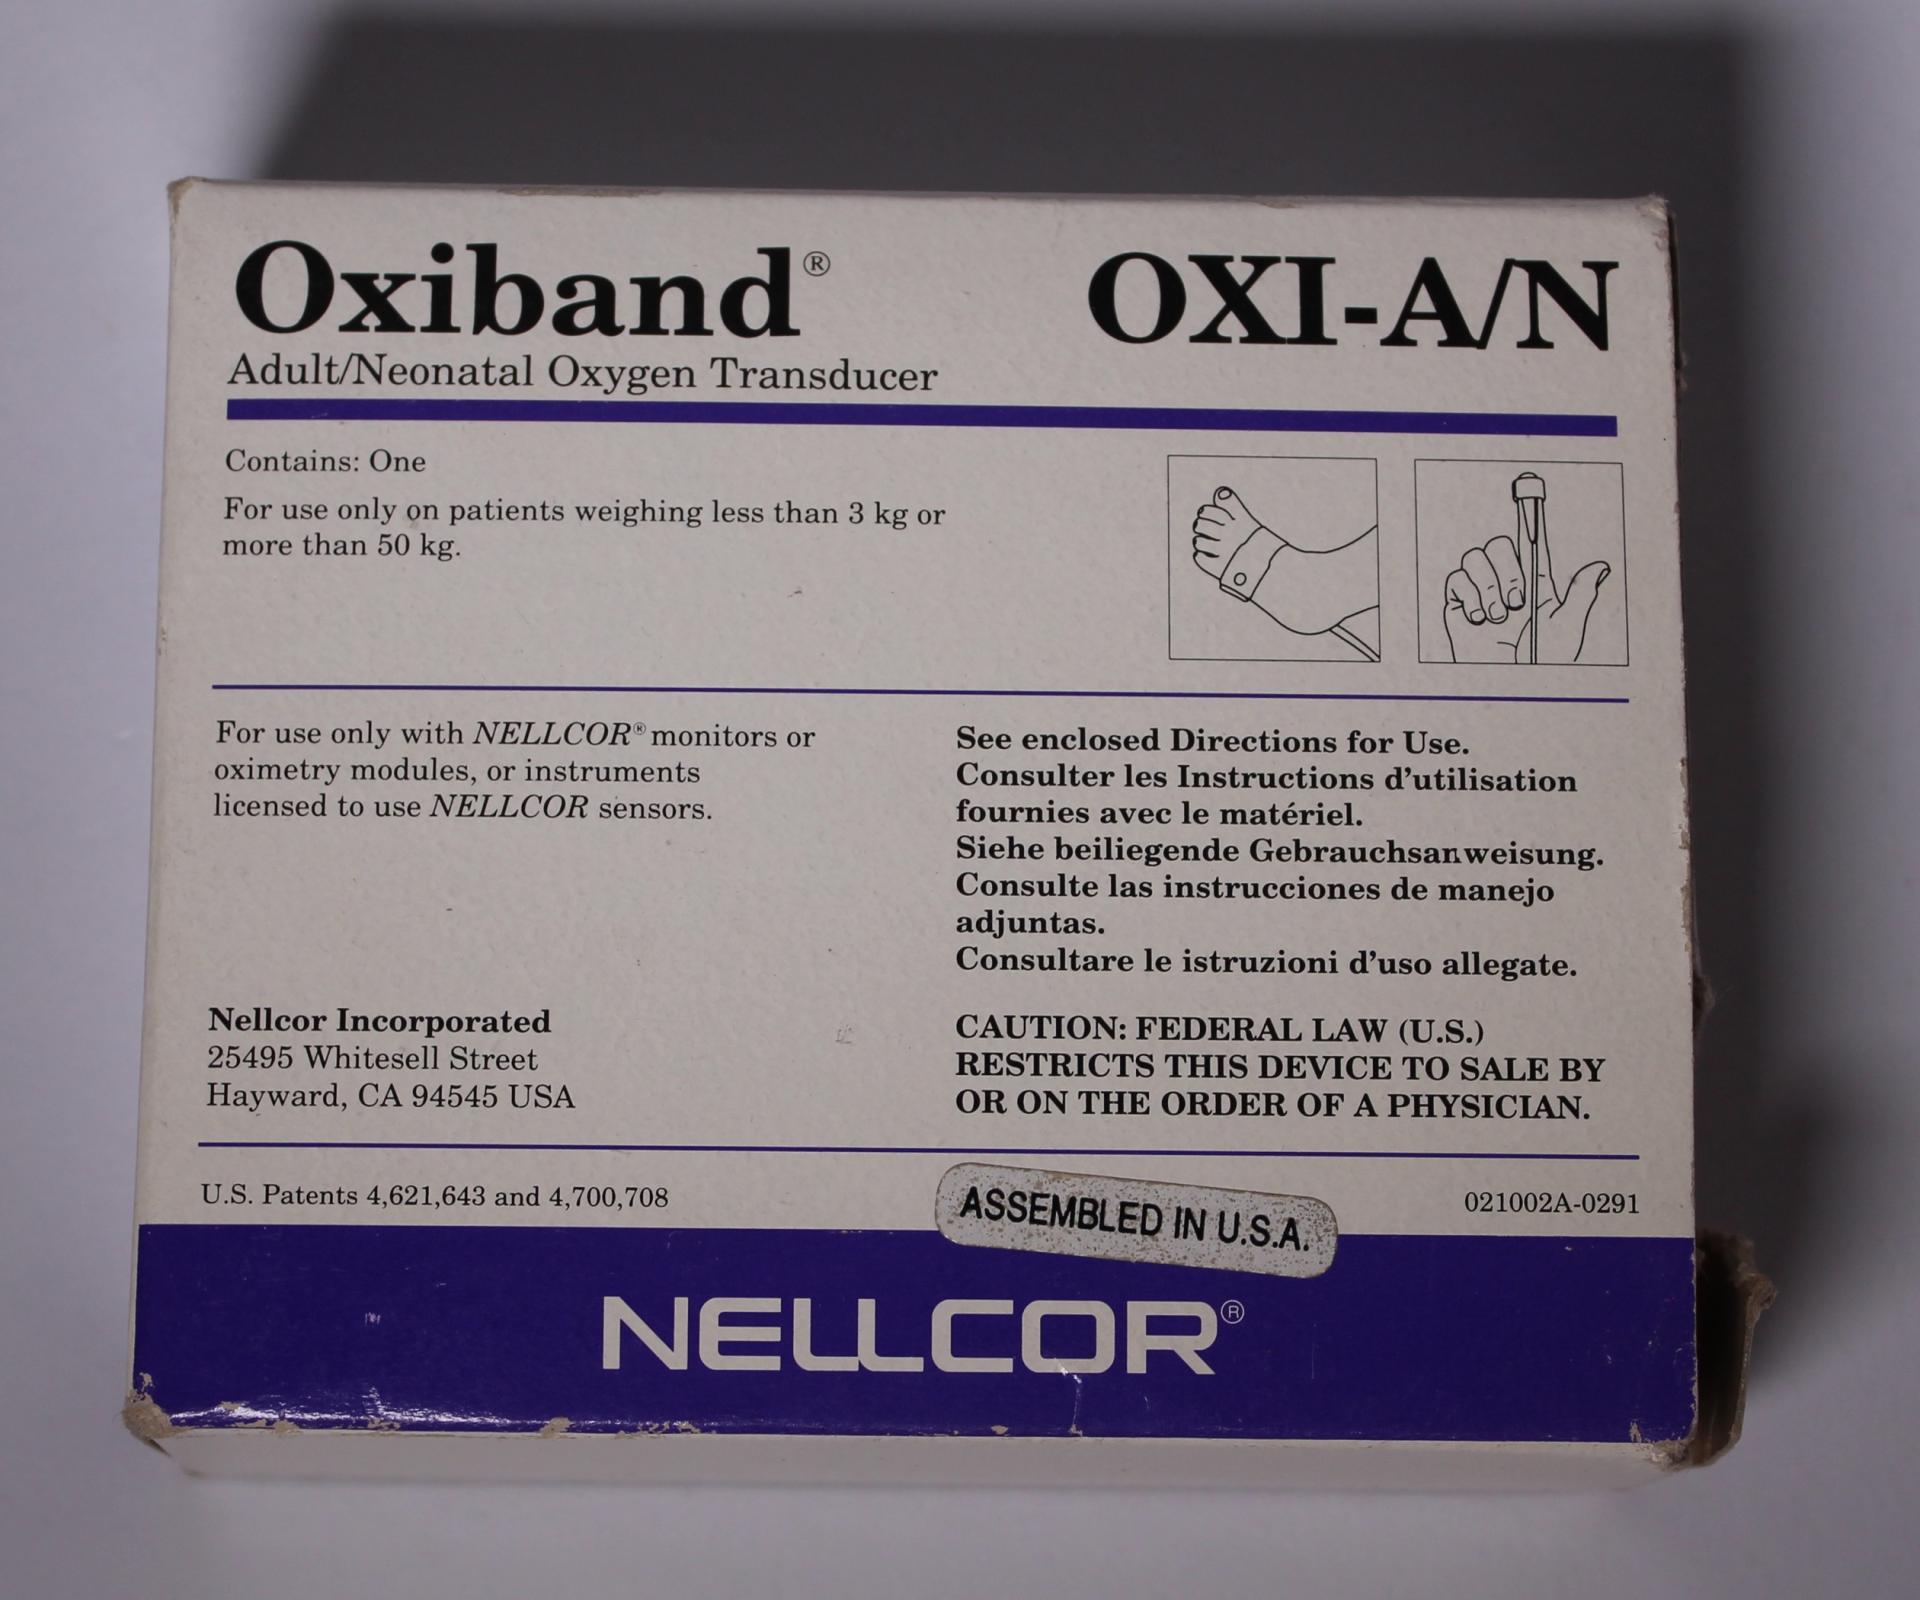 Oxiband®
OXI-A/N
Adult/Neonatal Oxygen Transducer
Contains: One
For use only on patients weighing less than 3 kg or
more than 50 kg.
For use only with NELLCOR® monitors or
oximetry modules, or instruments
licensed to use NELLCOR sensors.
See enclosed Directions for Use.
Consulter les Instructions d'utilisation
fournies avec le matériel.
Siehe beiliegende Gebrauchsanweisung.
Consulte las instrucciones de manejo
adjuntas.
Consultare le istruzioni d'uso allegate.
Nellcor Incorporated
25495 Whitesell Street
Hayward, CA 94545 USA
CAUTION: FEDERAL LAW (U.S.)
RESTRICTS THIS DEVICE TO SALE BY
OR ON THE ORDER OF A PHYSICIAN.
U.S. Patents 4,621,643 and 4,700,708
ASSEMBLED IN U.S.A.
021002A-0291
NELLCOR®